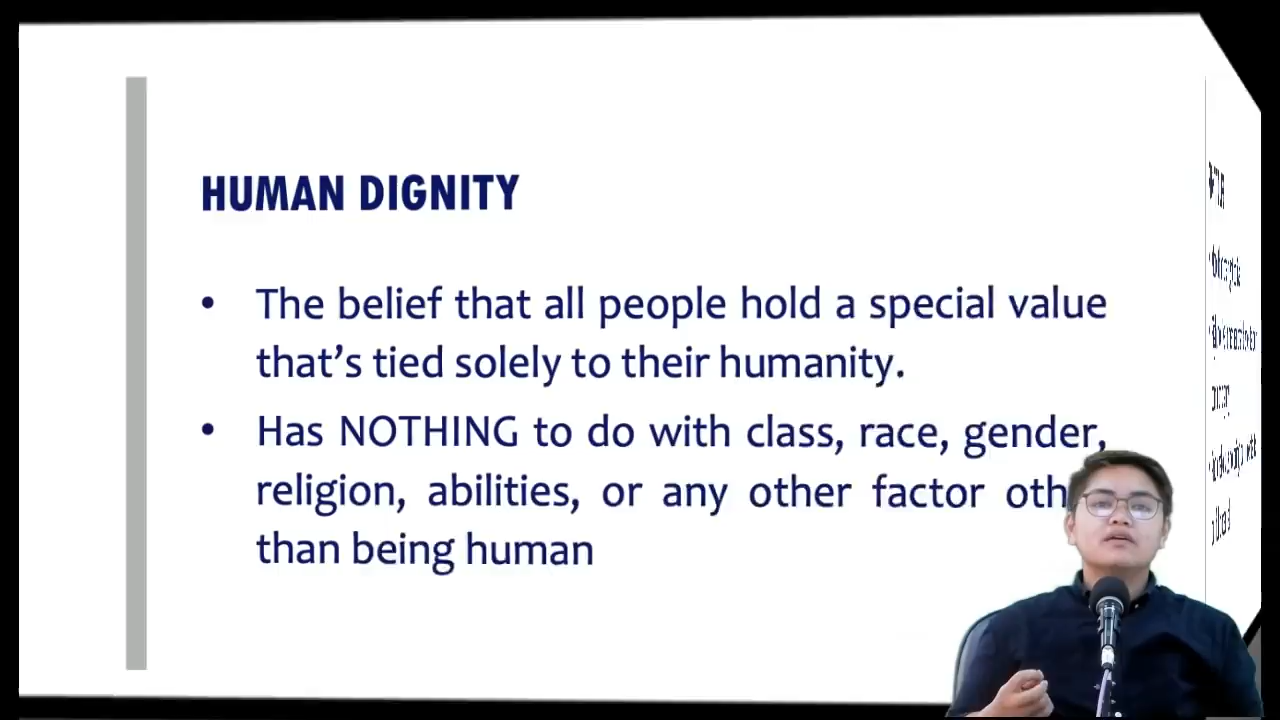 HUMAN DIGNITY
• The belief that all people hold a special value
that's tied solely to their humanity.
• Has NOTHING to do with class, race, gender,
religion, abilities, or any other factor
than being human